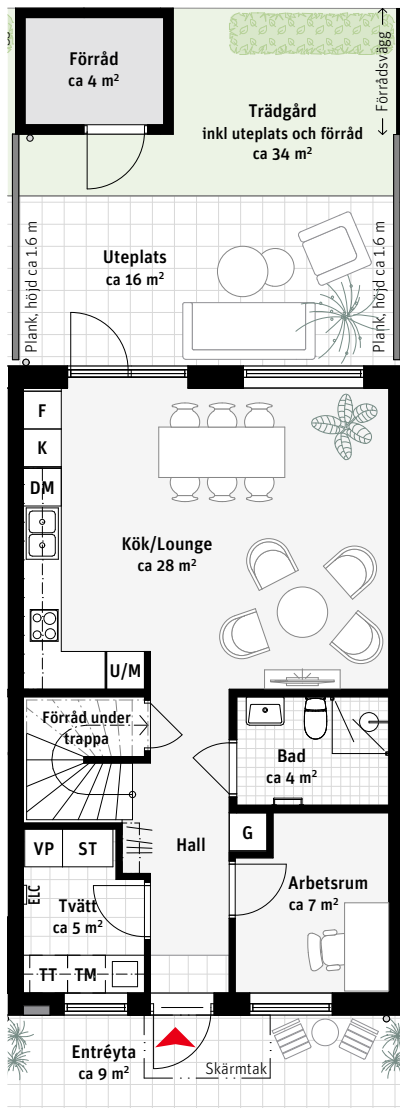 Förråd
ca 4 m²
Förrådsvägg
Trädgård
inkl uteplats och förråd
ca 34 m²
Plank, höjd ca 1.6 m
Uteplats
ca 16 m²
Plank, höjd ca 1.6 m
F
K
DM
Kök/Lounge
ca 28 m²
U/M
Förråd under
trappa
Bad
ca 4 m²
Hall
G
VP
ST
ELC
Tvätt
ca 5 m²
Arbetsrum
ca 7 m²
TT
TM
Entréyta
ca 9 m²
Skärmtak